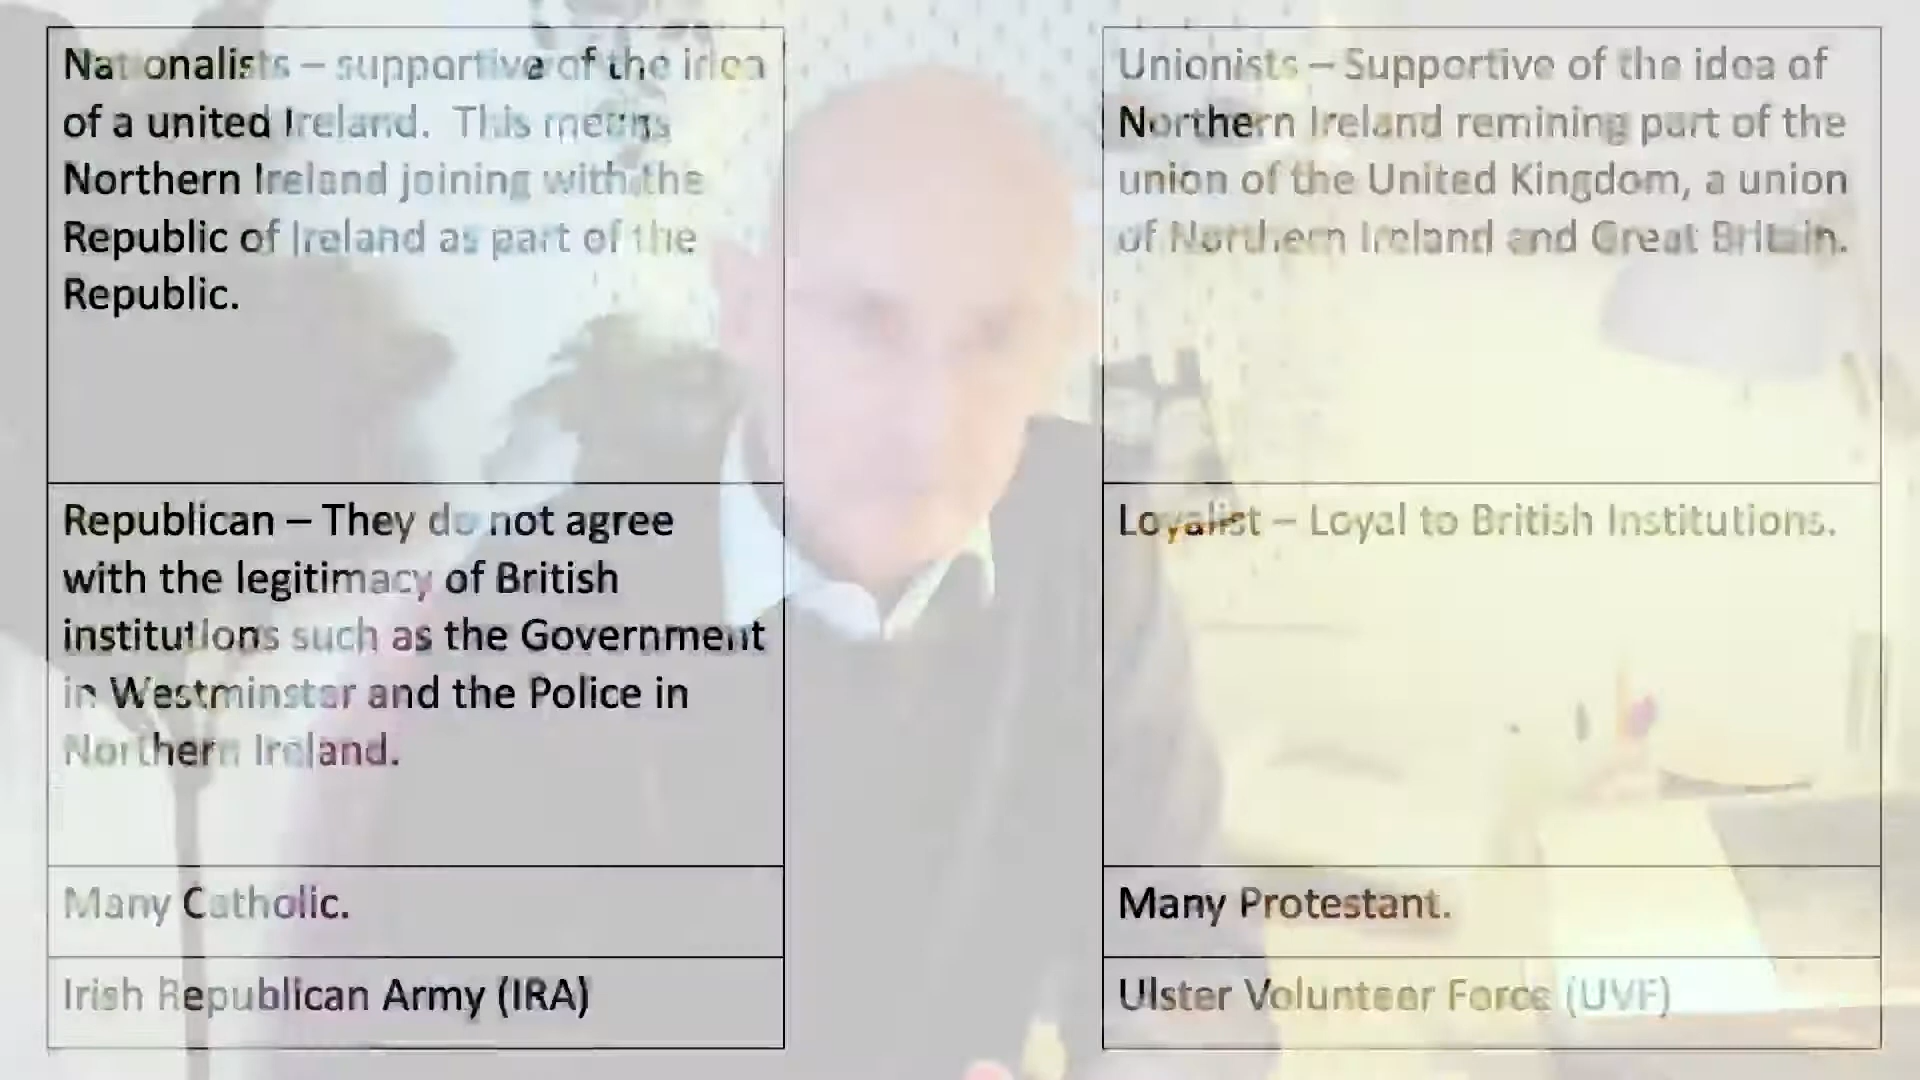 Nationalists – supportive of the idea
of a united Ireland. This means
Northern Ireland joining with the
Republic of Ireland as part of the
Republic.
Republican – They do not agree
with the legitimacy of British
institutions such as the Government
in Westminster and the Police in
Northern Ireland.
Many Catholic.
Irish Republican Army (IRA)
Unionists – Supportive of the idea of
Northern Ireland remining part of the
union of the United Kingdom, a union
of Northern Ireland and Great Britain.
Loyalist – Loyal to British Institutions.
Many Protestant.
Ulster Volunteer Force (UVF)